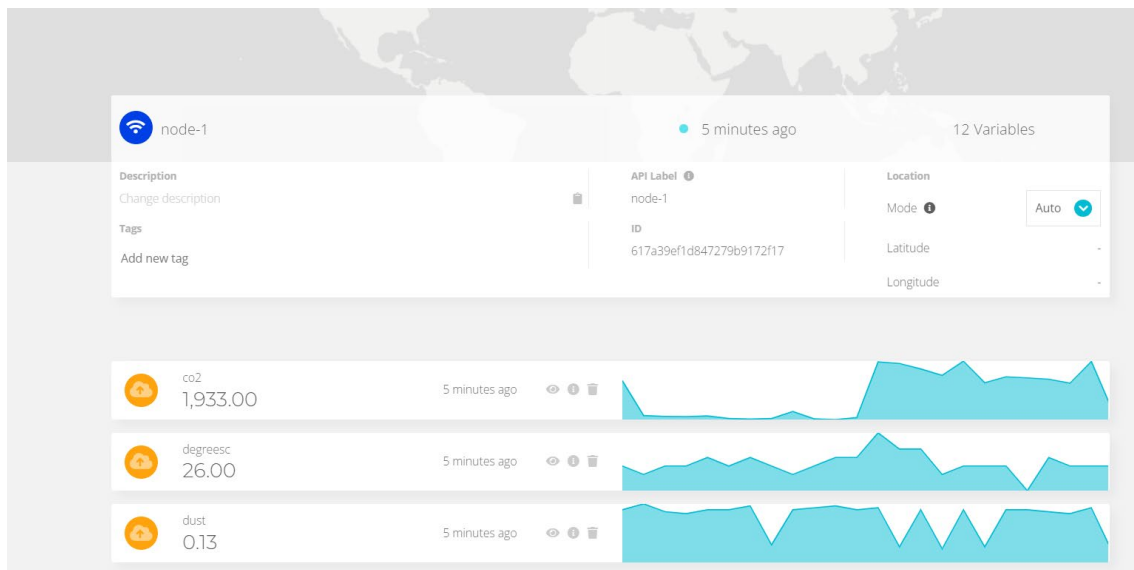 node-1
5 minutes ago
12 Variables
Description
Change description
Tags
Add new tag
API Label
node-1
ID
617a39ef1d847279b9172f17
Location
Mode
Auto
Latitude
-
Longitude
-
co2
1,933.00
5 minutes ago
degreesc
26.00
5 minutes ago
dust
0.13
5 minutes ago